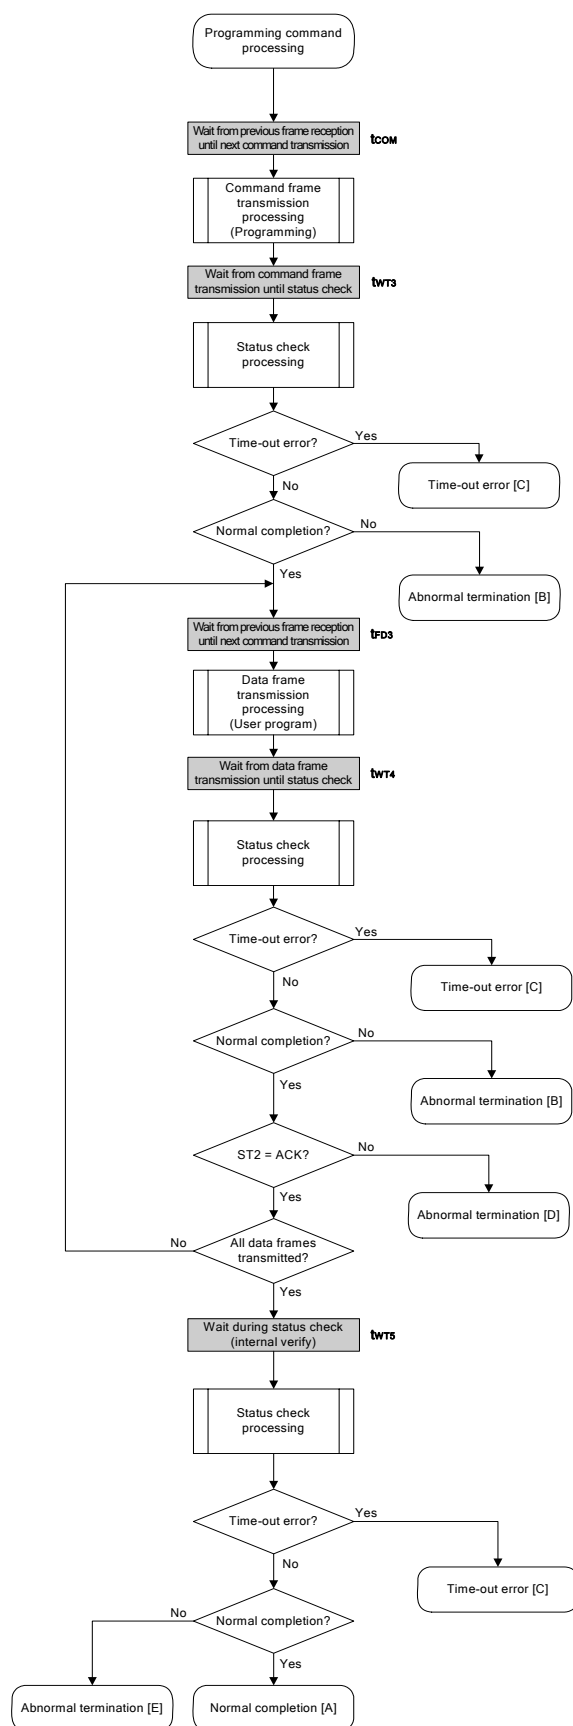 Programming command
processing
Wait from previous frame reception
until next command transmission
tCOM
Command frame
transmission
processing
(Programming)
Wait from command frame
transmission until status check
tWT3
Status check
processing
Time-out error?
Yes
Time-out error [C]
No
Normal completion?
No
Abnormal termination [B]
Yes
Wait from previous frame reception
until next command transmission
tFD3
Data frame
transmission
processing
(User program)
Wait from data frame
transmission until status check
tWT4
Status check
processing
Time-out error?
Yes
Time-out error [C]
No
Normal completion?
No
Abnormal termination [B]
Yes
ST2 = ACK?
No
Abnormal termination [D]
Yes
No
All data frames
transmitted?
Yes
Wait during status check
(internal verify)
tWT5
Status check
processing
Time-out error?
Yes
Time-out error [C]
No
No
Normal completion?
Yes
Abnormal termination [E]
Normal completion [A]